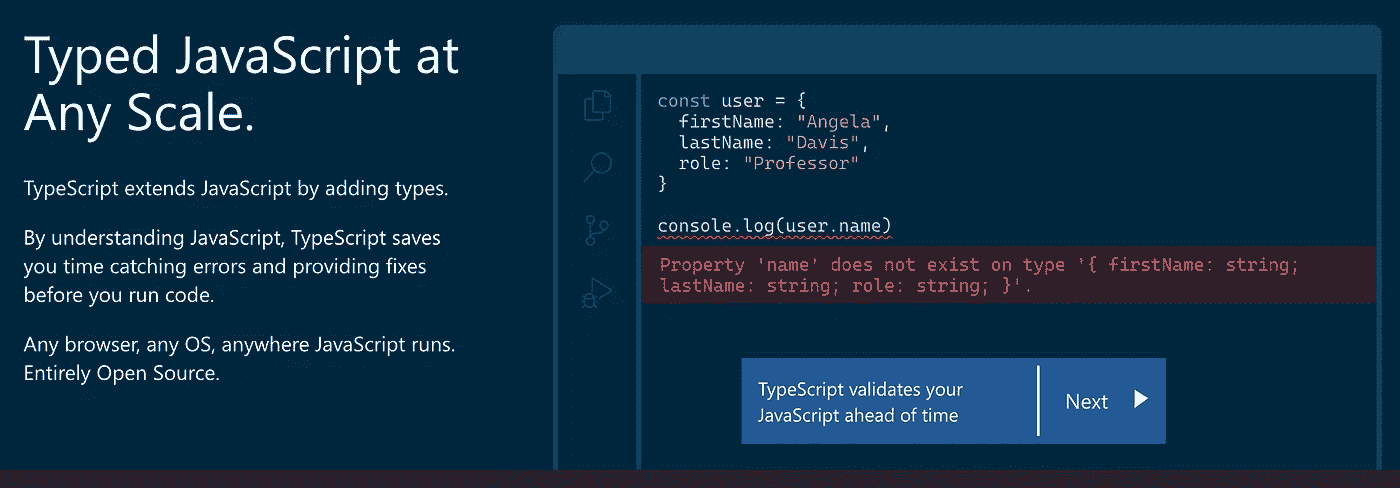 Typed JavaScript at
Any Scale.
TypeScript extends JavaScript by adding types.
By understanding JavaScript, TypeScript saves
you time catching errors and providing fixes
before you run code.
Any browser, any OS, anywhere JavaScript runs.
Entirely Open Source.
const user = {
  firstName: "Angela",
  lastName: "Davis",
  role: "Professor"
}
console.log(user.name)
Property 'name' does not exist on type '{ firstName: string;
lastName: string; role: string; }'.
TypeScript validates your
JavaScript ahead of time
Next